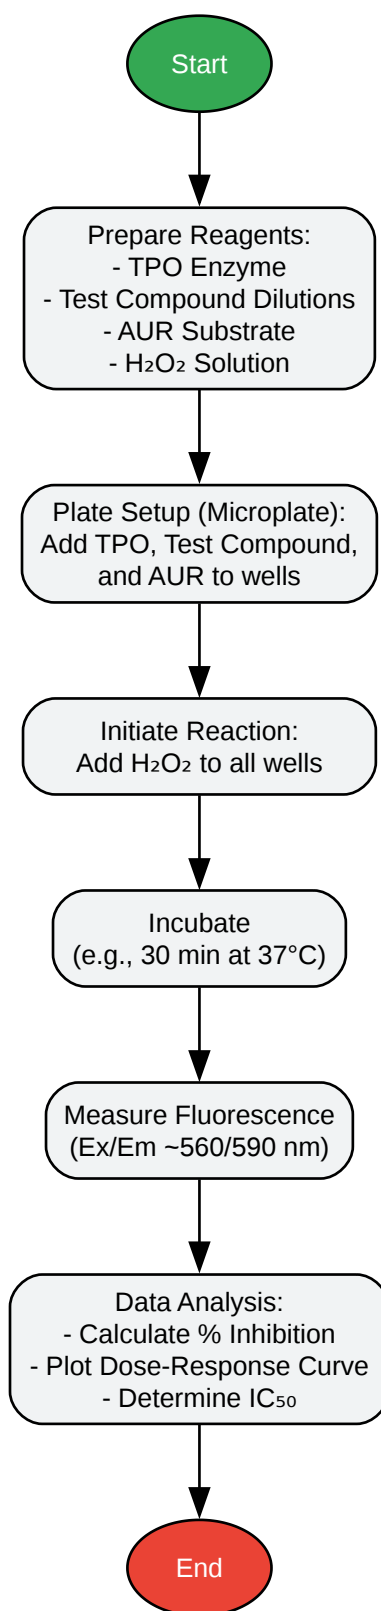 Start
Prepare Reagents:
- TPO Enzyme
- Test Compound Dilutions
- AUR Substrate
- H₂O₂ Solution
Plate Setup (Microplate):
Add TPO, Test Compound,
and AUR to wells
Initiate Reaction:
Add H₂O₂ to all wells
Incubate
(e.g., 30 min at 37°C)
Measure Fluorescence
(Ex/Em ~560/590 nm)
Data Analysis:
- Calculate % Inhibition
- Plot Dose-Response Curve
- Determine IC₅₀
End